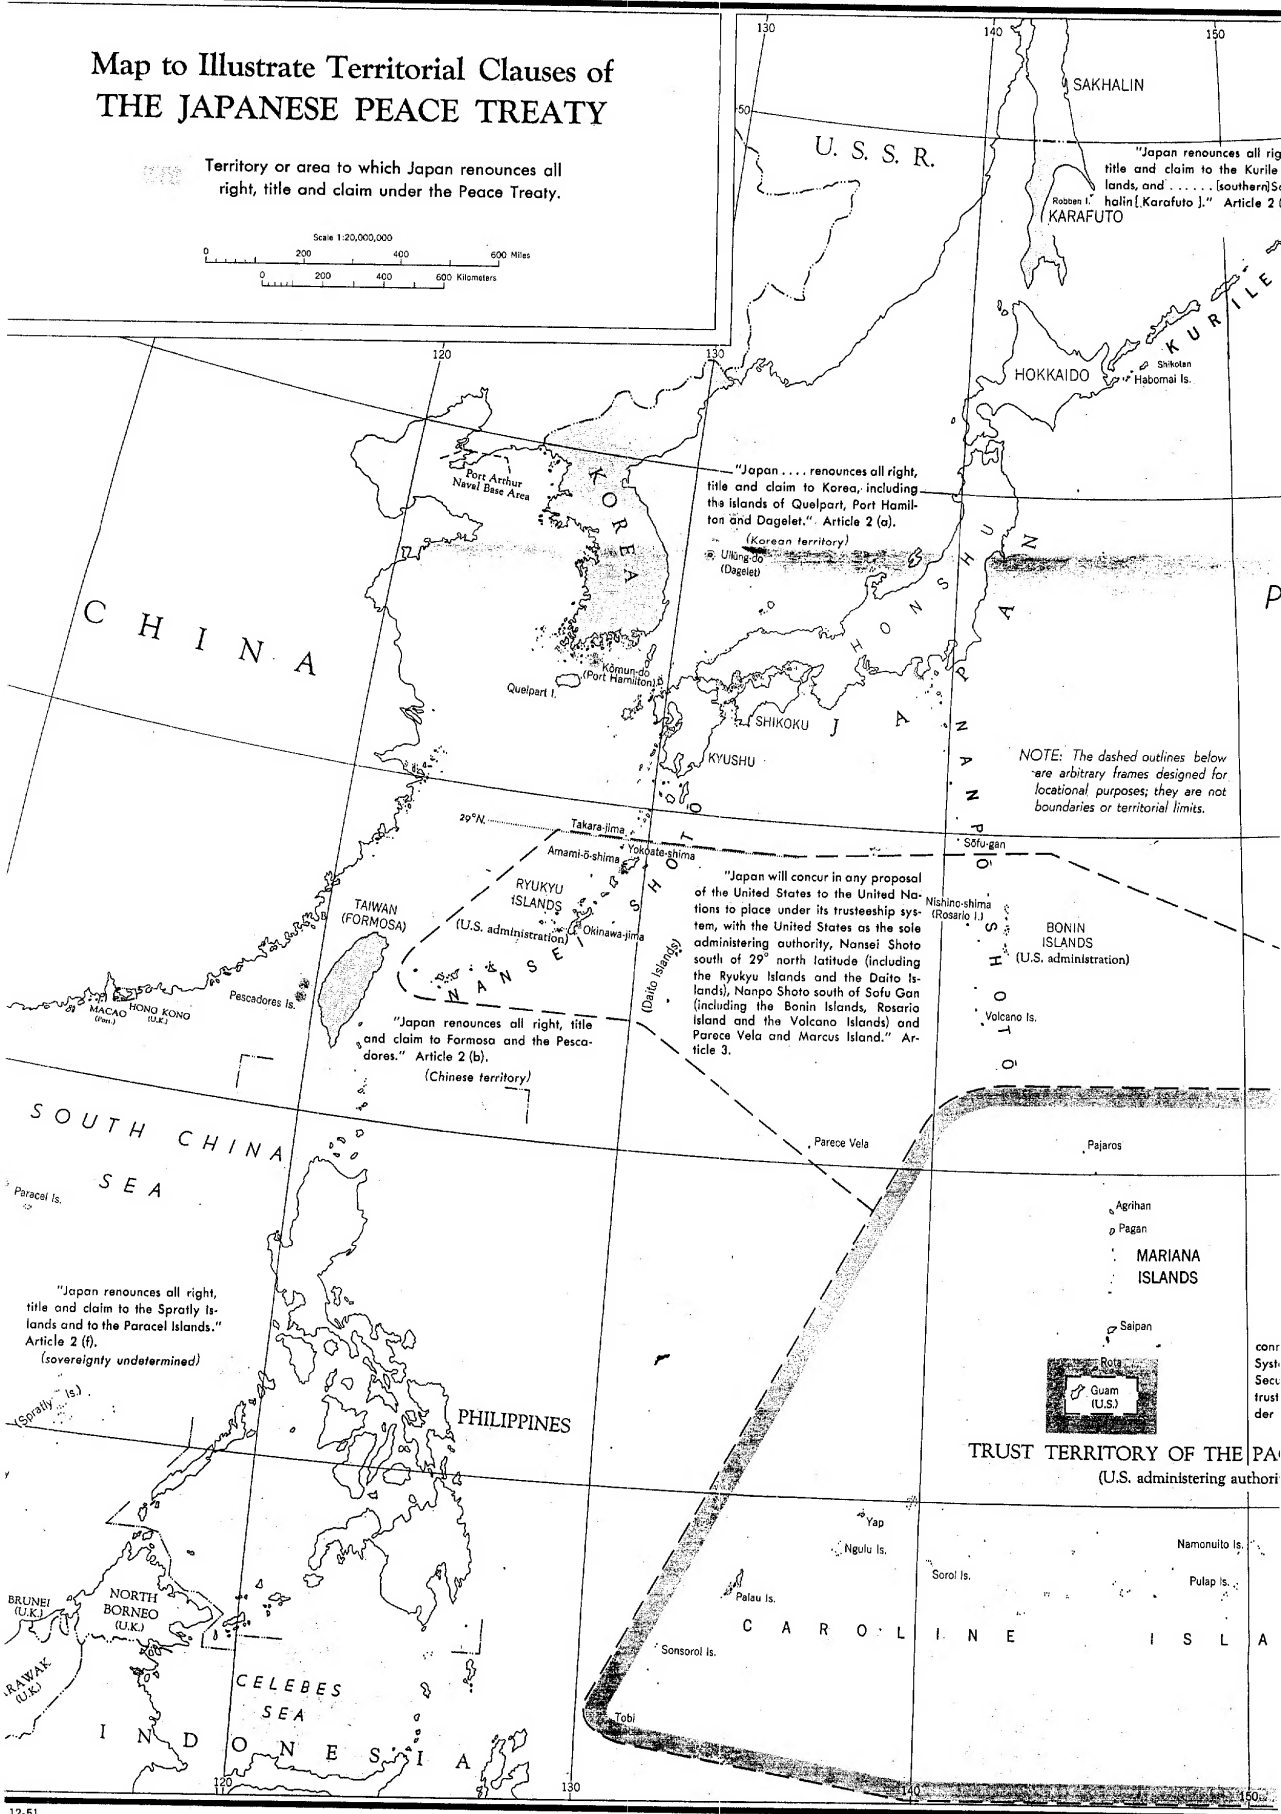 Map to Illustrate Territorial Clauses of
THE JAPANESE PEACE TREATY
Territory or area to which Japan renounces all
right, title and claim under the Peace Treaty.
Scale 1:20,000,000
0 200 400 600 Miles
0 200 400 600 Kilometers
130
140
150
50
SAKHALIN
U. S. S. R.
"Japan renounces all rig
title and claim to the Kurile
lands, and ...... [southern]Sa
halin[.Karafuto ]." Article 2 (
Robben I.
KARAFUTO
KURILE
120
130
HOKKAIDO
Shikotan
Habomai Is.
Port Arthur
Naval Base Area
KOREA
"Japan .... renounces all right,
title and claim to Korea, including
the islands of Quelpart, Port Hamil-
ton and Dagelet." Article 2 (a).
(Korean territory)
Ullŭng-do
(Dagelet)
HONSHU
JAPAN
P
CHINA
Kŏmun-do
(Port Hamilton)
Quelpart I.
SHIKOKU
KYUSHU
NOTE: The dashed outlines below
are arbitrary frames designed for
locational purposes; they are not
boundaries or territorial limits.
29°N.
Takara-jima
Yokoate-shima
Amami-ō-shima
Sōfu-gan
RYUKYU
ISLANDS
(U.S. administration)
Okinawa-jima
NANSEI SHOTO
(Daito Islands)
"Japan will concur in any proposal
of the United States to the United Na-
tions to place under its trusteeship sys-
tem, with the United States as the sole
administering authority, Nansei Shoto
south of 29° north latitude (including
the Ryukyu Islands and the Daito Is-
lands), Nanpo Shoto south of Sofu Gan
(including the Bonin Islands, Rosario
Island and the Volcano Islands) and
Parece Vela and Marcus Island." Ar-
ticle 3.
NANPŌ-SHOTŌ
Nishino-shima
(Rosario I.)
BONIN
ISLANDS
(U.S. administration)
Volcano Is.
TAIWAN
(FORMOSA)
Pescadores Is.
MACAO
(Port.)
HONG KONG
(U.K.)
"Japan renounces all right, title
and claim to Formosa and the Pesca-
dores." Article 2 (b).
(Chinese territory)
SOUTH CHINA
SEA
Paracel Is.
Parece Vela
Pajaros
Agrihan
Pagan
MARIANA
ISLANDS
Saipan
Rota
Guam
(U.S.)
"Japan renounces all right,
title and claim to the Spratly Is-
lands and to the Paracel Islands."
Article 2 (f).
(sovereignty undetermined)
(Spratly Is.)
PHILIPPINES
conr
Syst
Secu
trust
der
TRUST TERRITORY OF THE PAC
(U.S. administering authori
Yap
Ngulu Is.
Sorol Is.
Namonuito Is.
Pulap Is.
Palau Is.
CAROLINE ISLA
Sonsorol Is.
Tobi
BRUNEI
(U.K.)
NORTH
BORNEO
(U.K.)
RAWAK
(U.K.)
CELEBES
SEA
INDONESIA
120
130
140
150
12-51